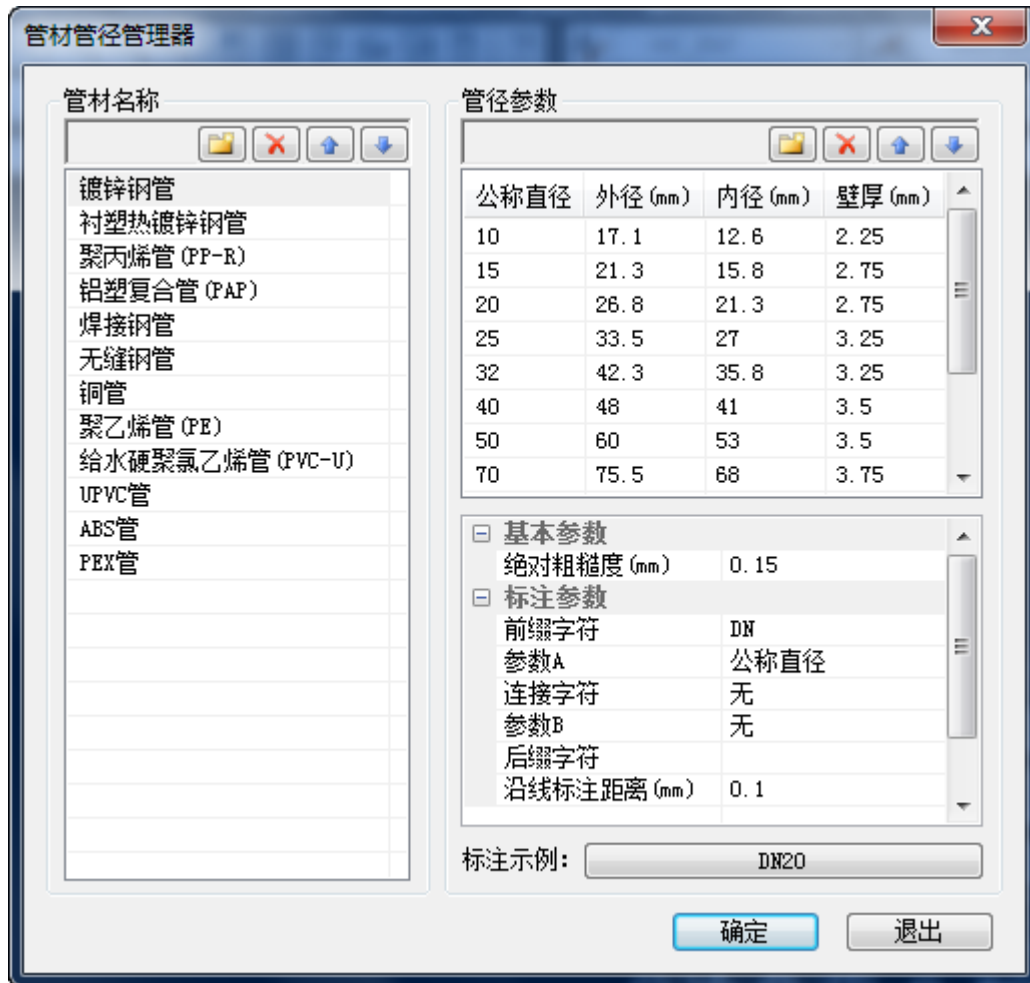 管材管径管理器
管材名称
镀锌钢管
衬塑热镀锌钢管
聚丙烯管(PP-R)
铝塑复合管(PAP)
焊接钢管
无缝钢管
铜管
聚乙烯管(PE)
给水硬聚氯乙烯管(PVC-U)
UPVC管
ABS管
PEX管
管径参数
公称直径 外径(mm) 内径(mm) 壁厚(mm)
10 17.1 12.6 2.25
15 21.3 15.8 2.75
20 26.8 21.3 2.75
25 33.5 27 3.25
32 42.3 35.8 3.25
40 48 41 3.5
50 60 53 3.5
70 75.5 68 3.75
基本参数
绝对粗糙度(mm) 0.15
标注参数
前缀字符 DN
参数A 公称直径
连接字符 无
参数B 无
后缀字符
沿线标注距离(mm) 0.1
标注示例: DN20
确定 退出